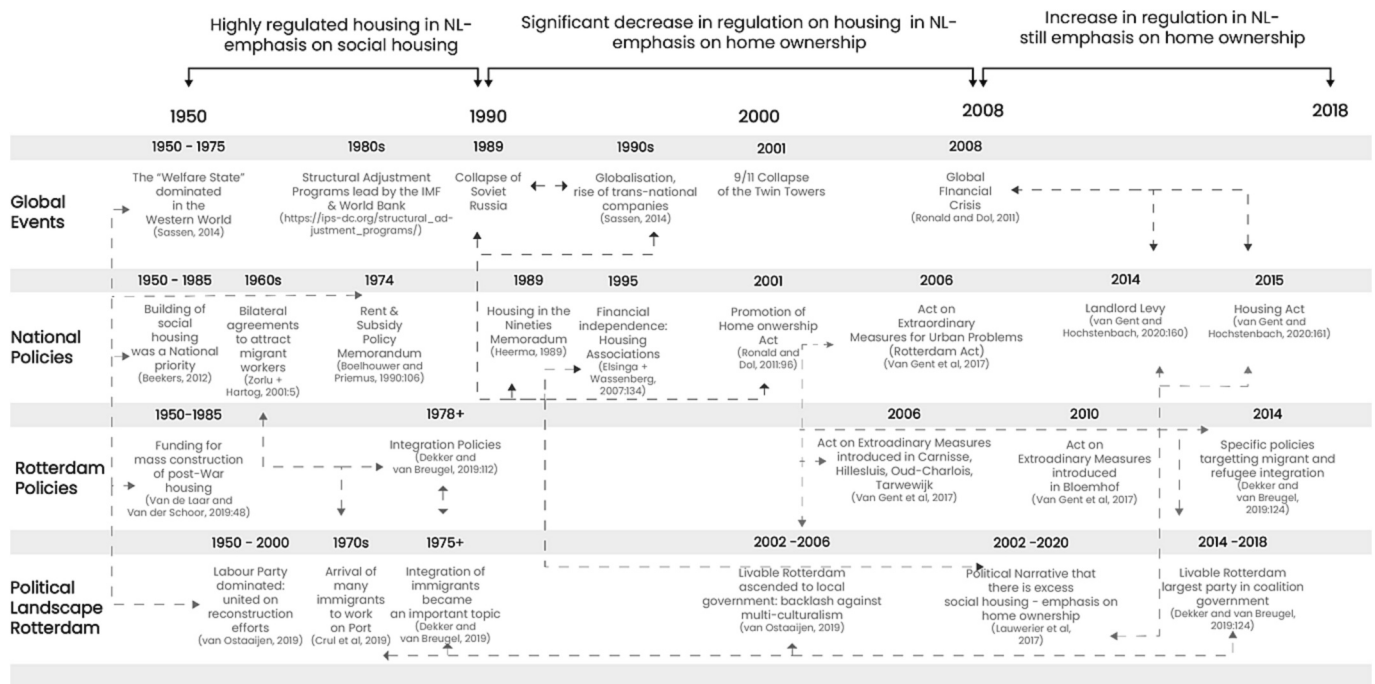 Highly regulated housing in NL-
emphasis on social housing
Significant decrease in regulation on housing in NL-
emphasis on home ownership
Increase in regulation in NL-
still emphasis on home ownership
1950
1990
2000
2008
2018
1950 - 1975
1980s
1989
1990s
2001
2008
Global
Events
The "Welfare State"
dominated
in the
Western World
(Sassen, 2014)
Structural Adjustment
Programs lead by the IMF
& World Bank
(https://ips-dc.org/structural_ad-
justment_programs/)
Collapse of
Soviet
Russia
Globalisation,
rise of trans-national
companies
(Sassen, 2014)
9/11 Collapse
of the Twin Towers
Global
FInancial
Crisis
(Ronald and Dol, 2011)
1950 - 1985
1960s
1974
1989
1995
2001
2006
2014
2015
National
Policies
Building of
social
housing
was a National
priority
(Beekers, 2012)
Bilateral
agreements
to attract
migrant
workers
(Zorlu +
Hartog, 2001:5)
Rent &
Subsidy
Policy
Memorandum
(Boelhouwer and
Priemus, 1990:106)
Housing in the
Nineties
Memoradum
(Heerma, 1989)
Financial
independence:
Housing
Associations
(Elsinga +
Wassenberg,
2007:134)
Promotion of
Home onwership
Act
(Ronald and
Dol, 2011:96)
Act on
Extraordinary
Measures for Urban Problems
(Rotterdam Act)
(Van Gent et al, 2017)
Landlord Levy
(van Gent and
Hochstenbach, 2020:160)
Housing Act
(van Gent and
Hochstenbach, 2020:161)
1950-1985
1978+
2006
2010
2014
Rotterdam
Policies
Funding for
mass construction
of post-War
housing
(Van de Laar and
Van der Schoor, 2019:48)
Integration Policies
(Dekker and
van Breugel, 2019:112)
Act on Extroadinary Measures
introduced in Carnisse,
Hillesluis, Oud-Charlois,
Tarwewijk
(Van Gent et al, 2017)
Act on
Extroadinary Measures
introduced
in Bloemhof
(Van Gent et al, 2017)
Specific policies
targetting migrant and
refugee integration
(Dekker and
van Breugel,
2019:124)
1950 - 2000
1970s
1975+
2002 -2006
2002 -2020
2014 -2018
Political
Landscape
Rotterdam
Labour Party
dominated:
united on
reconstruction
efforts
(van Ostaaijen, 2019)
Arrival of
many
immigrants
to work
on Port
(Crul et al, 2019)
Integration of
immigrants
became
an important topic
(Dekker and
van Breugel, 2019)
Livable Rotterdam
ascended to local
government: backlash against
multi-culturalism
(van Ostaaijen, 2019)
Political Narrative that
there is excess
social housing - emphasis on
home ownership
(Lauwerier et al,
2017)
Livable Rotterdam
largest party in coalition
government
(Dekker and van Breugel,
2019:124)